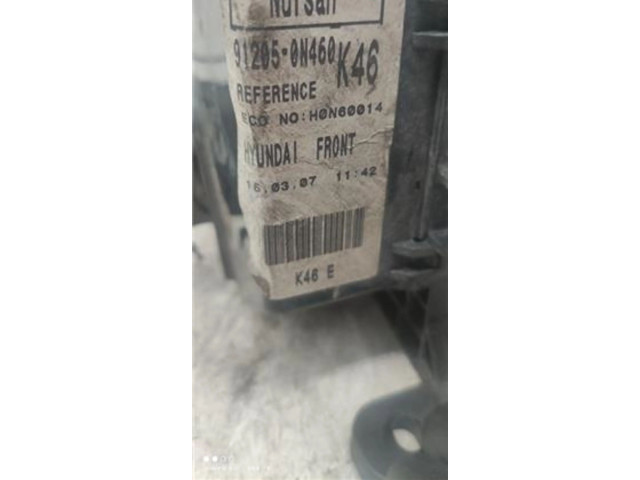 Nursan
91205-0N460 K46
REFERENCE
ECO NO:H0N60014
HYUNDAI FRONT
16,03,07 11:42
K46 E